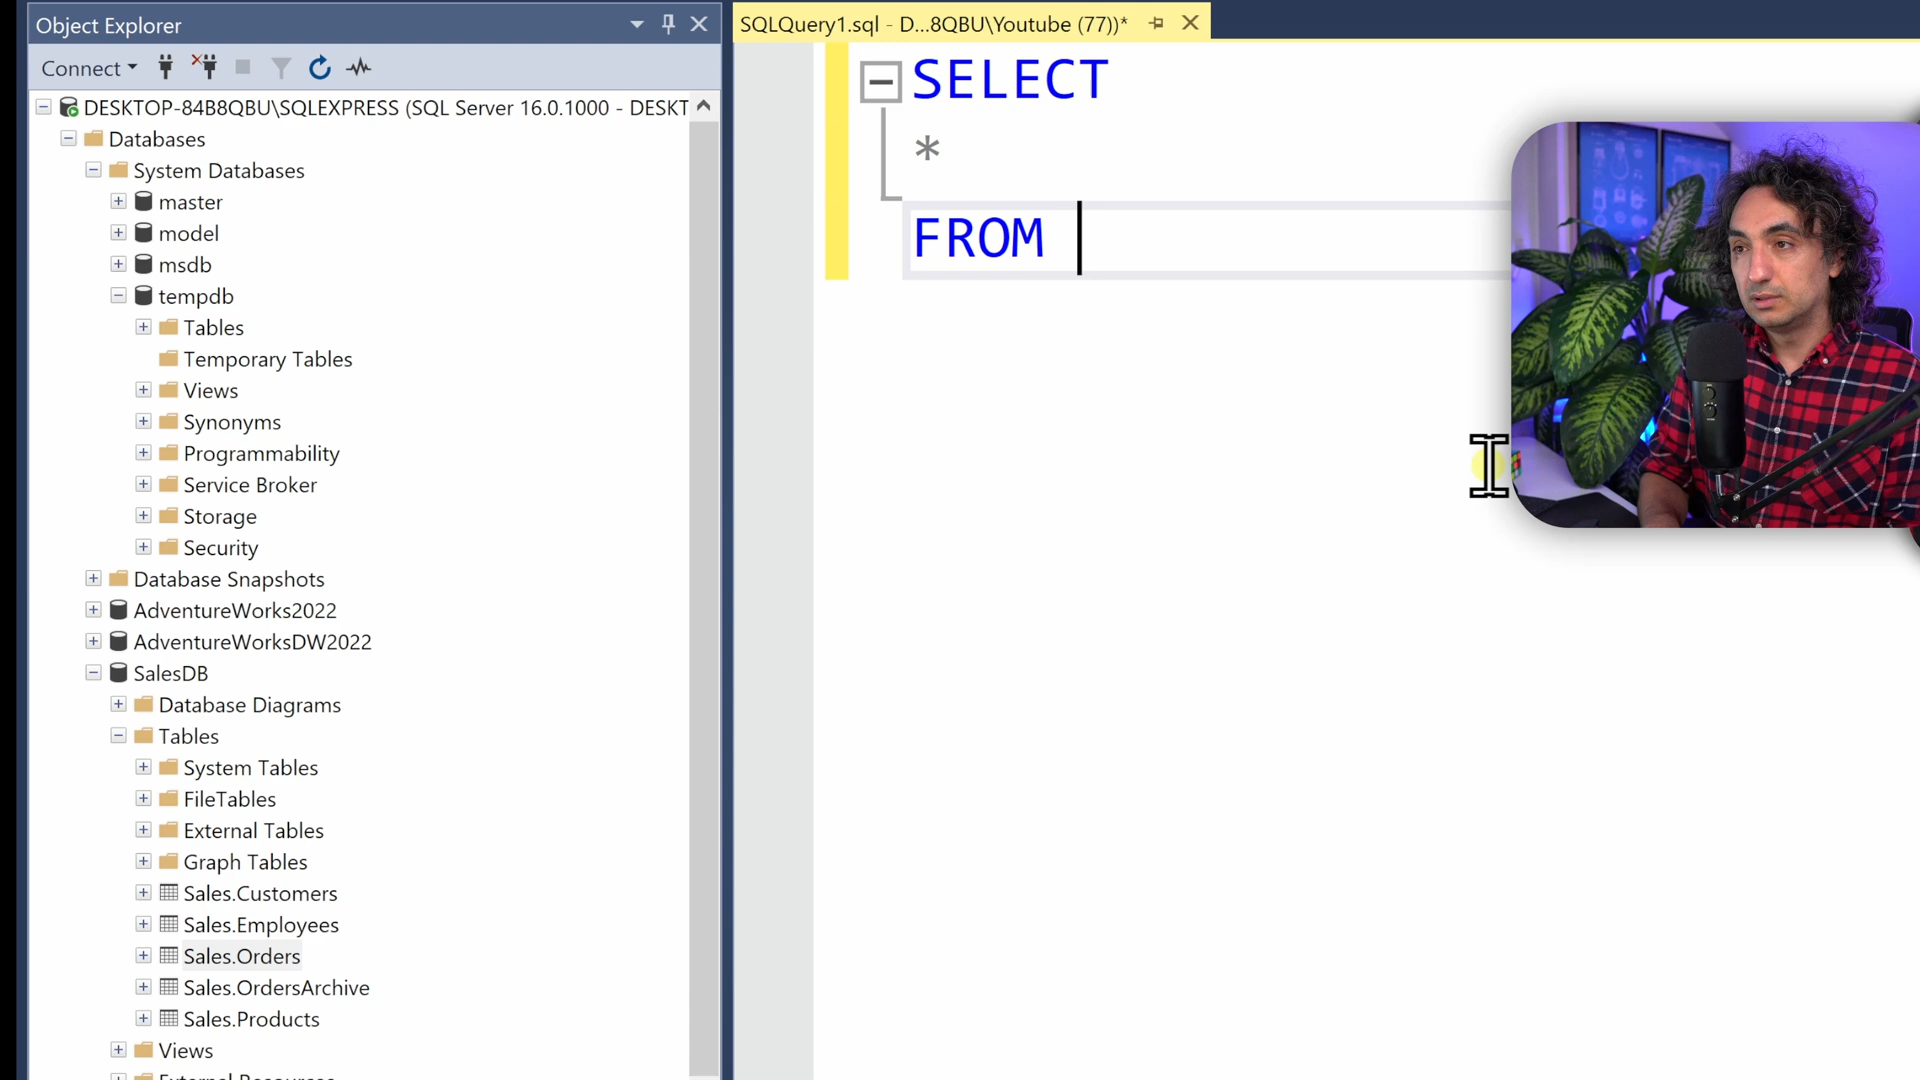 Object Explorer
Connect
DESKTOP-84B8QBU\SQLEXPRESS (SQL Server 16.0.1000 - DESKT
Databases
System Databases
master
model
msdb
tempdb
Tables
Temporary Tables
Views
Synonyms
Programmability
Service Broker
Storage
Security
Database Snapshots
AdventureWorks2022
AdventureWorksDW2022
SalesDB
Database Diagrams
Tables
System Tables
FileTables
External Tables
Graph Tables
Sales.Customers
Sales.Employees
Sales.Orders
Sales.OrdersArchive
Sales.Products
Views
External Resources
SQLQuery1.sql - D...8QBU\Youtube (77))*
SELECT
*
FROM